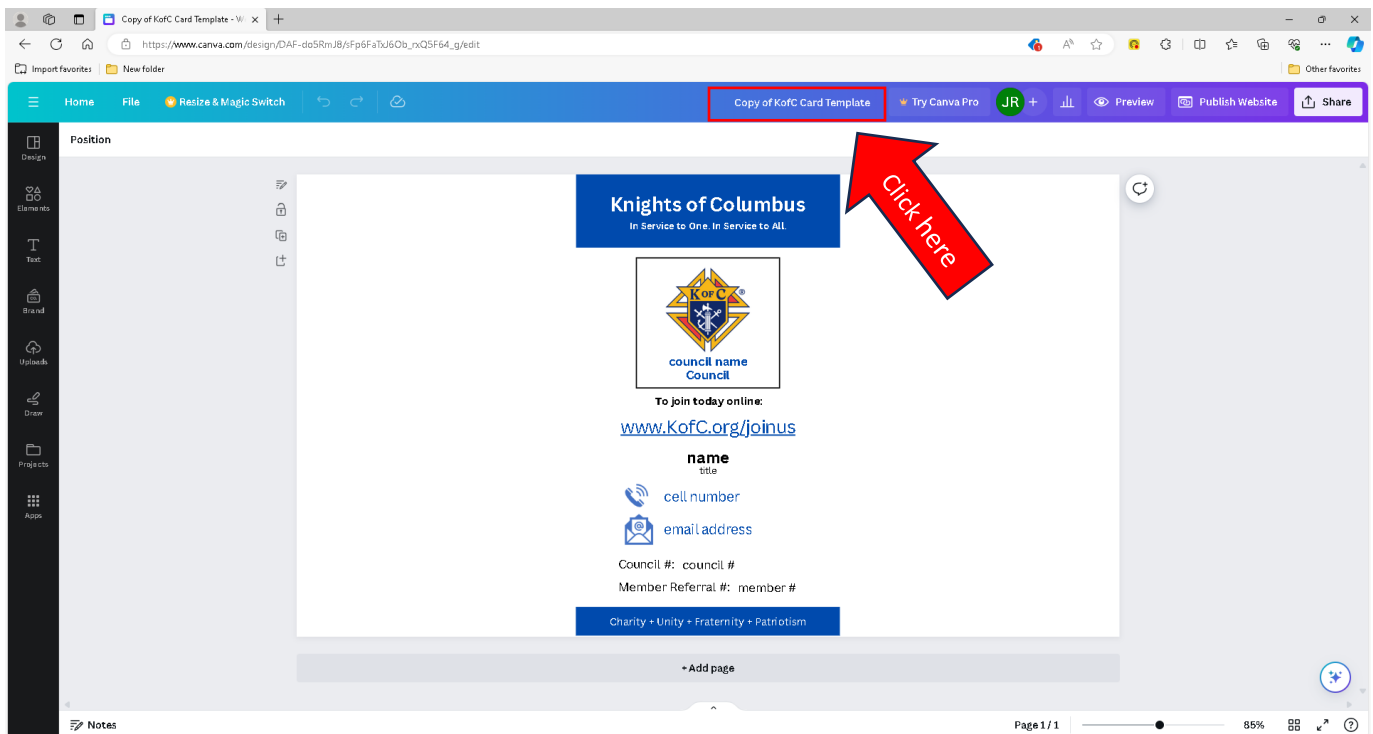 Copy of KofC Card Template - W
https://www.canva.com/design/DAF-do5RmJ8/sFp6FaTxJ6Ob_rxQ5F64_g/edit
Import favorites New folder Other favorites
Home File Resize & Magic Switch Copy of KofC Card Template Try Canva Pro JR + Preview Publish Website Share
Position
Design
Elements
Text
Brand
Uploads
Draw
Projects
Apps
Click here
Knights of Columbus
In Service to One. In Service to All.
K OF C ®
council name
Council
To join today online:
www.KofC.org/joinus
name
title
cell number
email address
Council #: council #
Member Referral #: member #
Charity + Unity + Fraternity + Patriotism
+ Add page
Notes Page 1 / 1 85%